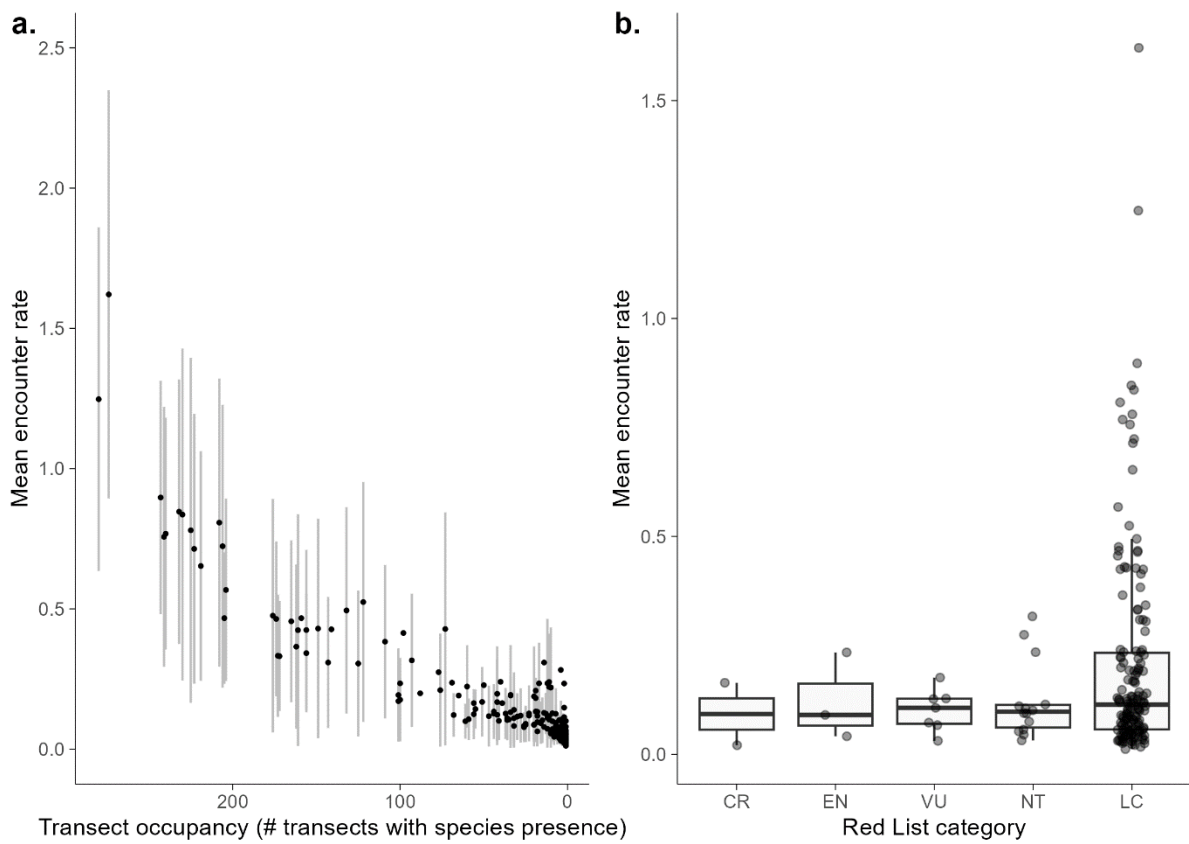 a.
2.5
2.0
1.5
1.0
0.5
0.0
Mean encounter rate
200
100
0
Transect occupancy (# transects with species presence)
b.
1.5
1.0
0.5
0.0
Mean encounter rate
CR
EN
VU
NT
LC
Red List category